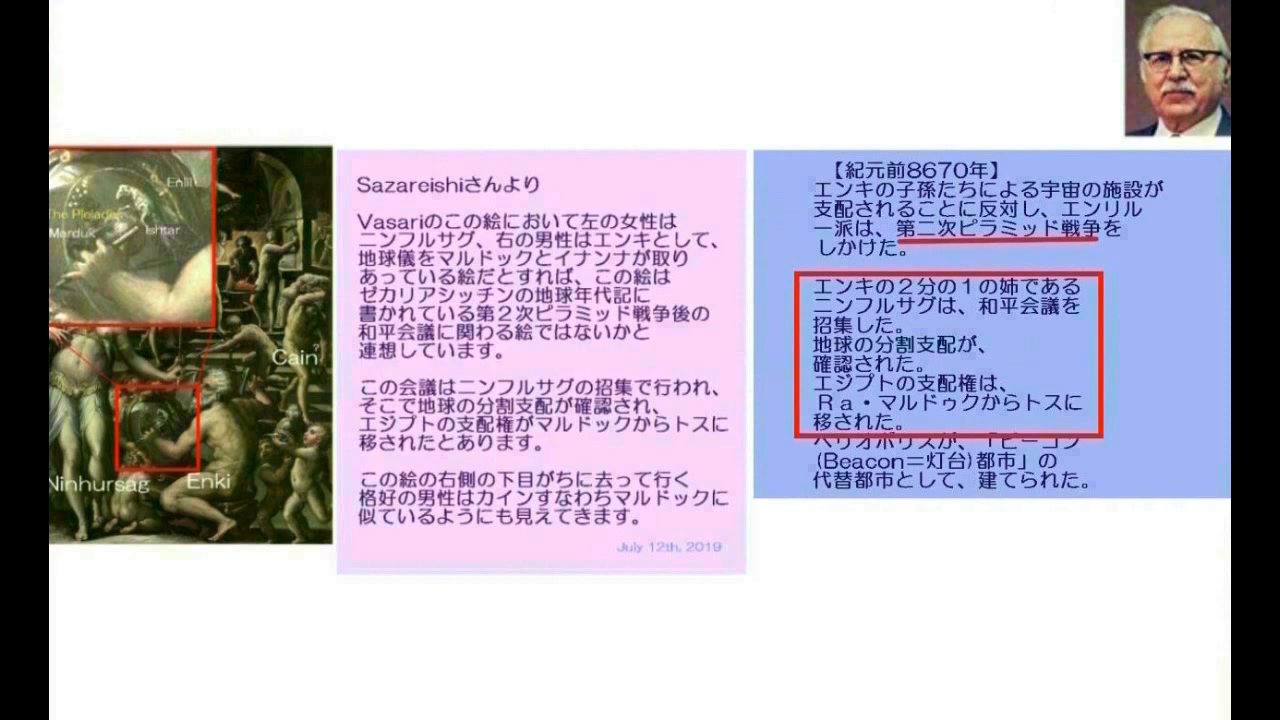 Enlil
The Pleiades
Marduk
Ishtar
Cain?
Ninhursag
Enki
Sazareishiさんより
Vasariのこの絵において左の女性は
ニンフルサグ、右の男性はエンキとして、
地球儀をマルドックとイナンナが取り
あっている絵だとすれば、この絵は
ゼカリアシッチンの地球年代記に
書かれている第2次ピラミッド戦争後の
和平会議に関わる絵ではないかと
連想しています。
この会議はニンフルサグの招集で行われ、
そこで地球の分割支配が確認され、
エジプトの支配権がマルドックからトスに
移されたとあります。
この絵の右側の下目がちに去って行く
格好の男性はカインすなわちマルドックに
似ているようにも見えてきます。
July 12th, 2019
【紀元前8670年】
エンキの子孫たちによる宇宙の施設が
支配されることに反対し、エンリル
一派は、第二次ピラミッド戦争を
しかけた。
エンキの2分の1の姉である
ニンフルサグは、和平会議を
招集した。
地球の分割支配が、
確認された。
エジプトの支配権は、
Ra・マルドゥクからトスに
移された。
ヘリオポリスが、「ビーコン
(Beacon=灯台)都市」の
代替都市として、建てられた。